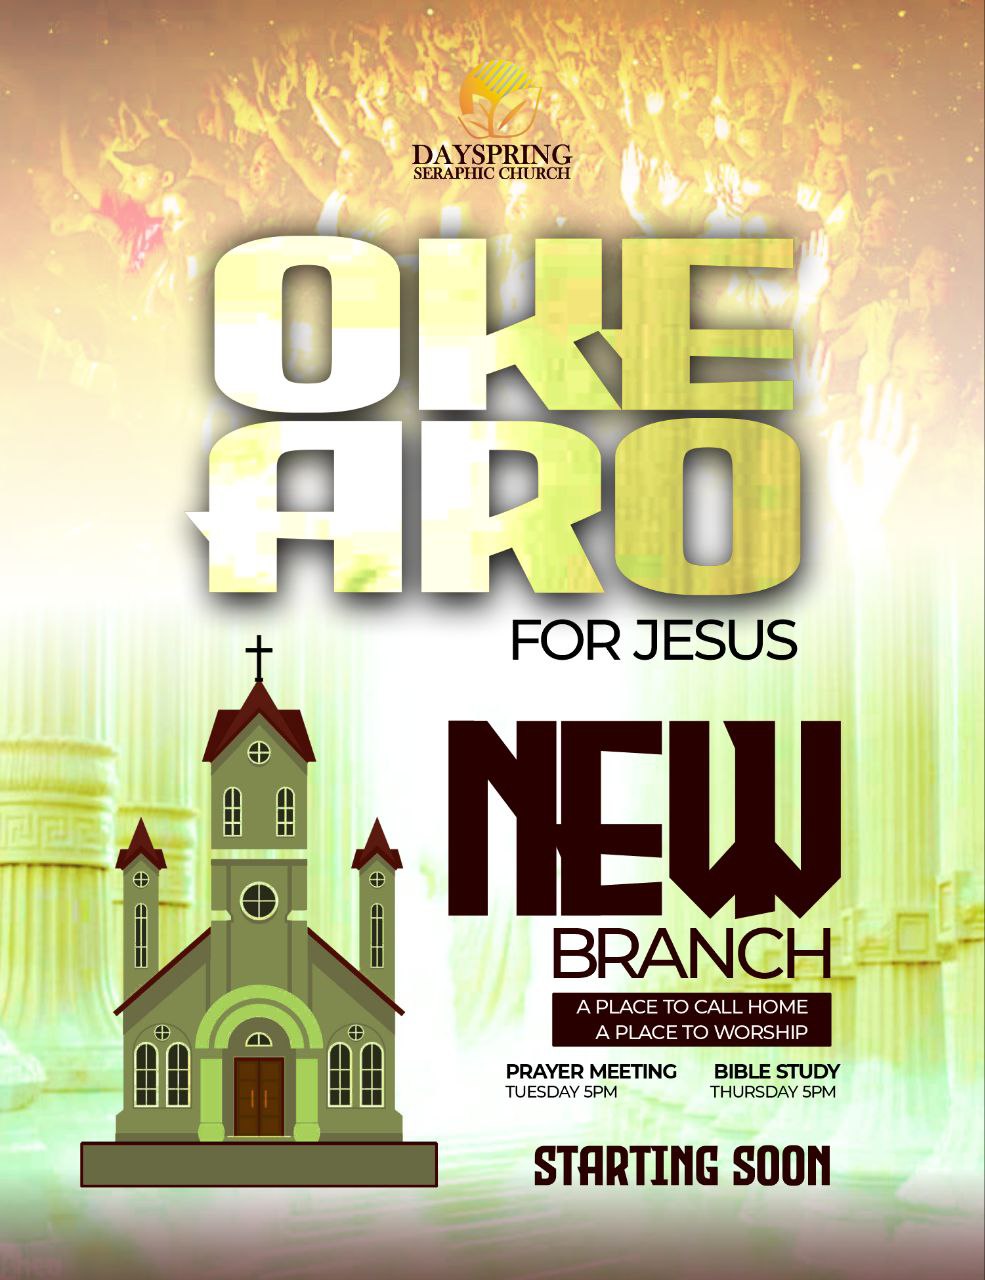 DAYSPRING
SERAPHIC CHURCH
OKE
ARO
FOR JESUS
NEW
BRANCH
A PLACE TO CALL HOME
A PLACE TO WORSHIP
PRAYER MEETING
TUESDAY 5PM
BIBLE STUDY
THURSDAY 5PM
STARTING SOON